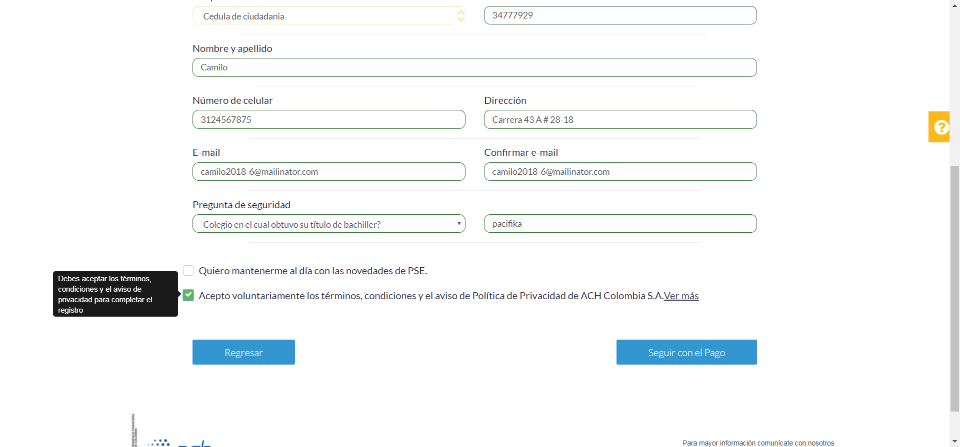 Cedula de ciudadania
34777929
Nombre y apellido
Camilo
Número de celular
Dirección
3124567875
Carrera 43 A # 28-18
E-mail
Confirmar e-mail
camilo2018-6@mailinator.com
camilo2018-6@mailinator.com
Pregunta de seguridad
Colegio en el cual obtuvo su título de bachiller?
pacifika
Quiero mantenerme al día con las novedades de PSE.
Debes aceptar los términos,
condiciones y el aviso de
privacidad para completar el
registro
Acepto voluntariamente los términos, condiciones y el aviso de Política de Privacidad de ACH Colombia S.A.Ver más
Regresar
Seguir con el Pago
Para mayor información comunícate con nosotros